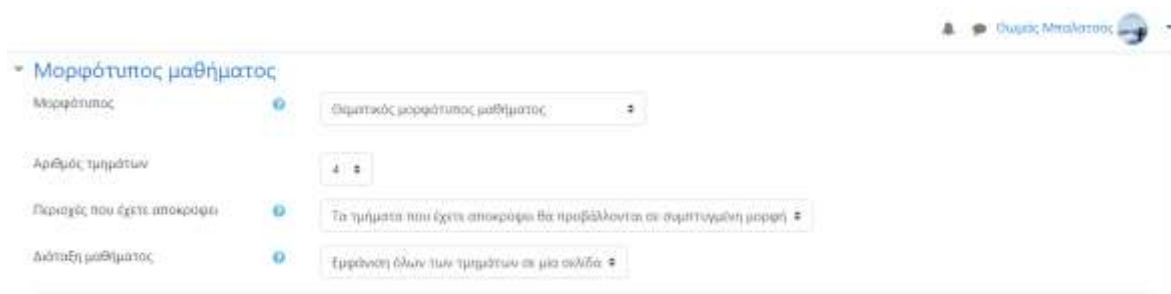 Θωμάς Μπαλατσος
Μορφότυπος μαθήματος
Μορφότυπος
Θεματικός μορφότυπος μαθήματος
Αριθμός τμημάτων
4
Περιοχές που έχετε αποκρύψει
Τα τμήματα που έχετε αποκρύψει θα προβάλλονται σε συμπτυγμένη μορφή
Διάταξη μαθήματος
Εμφάνιση όλων των τμημάτων σε μία σελίδα